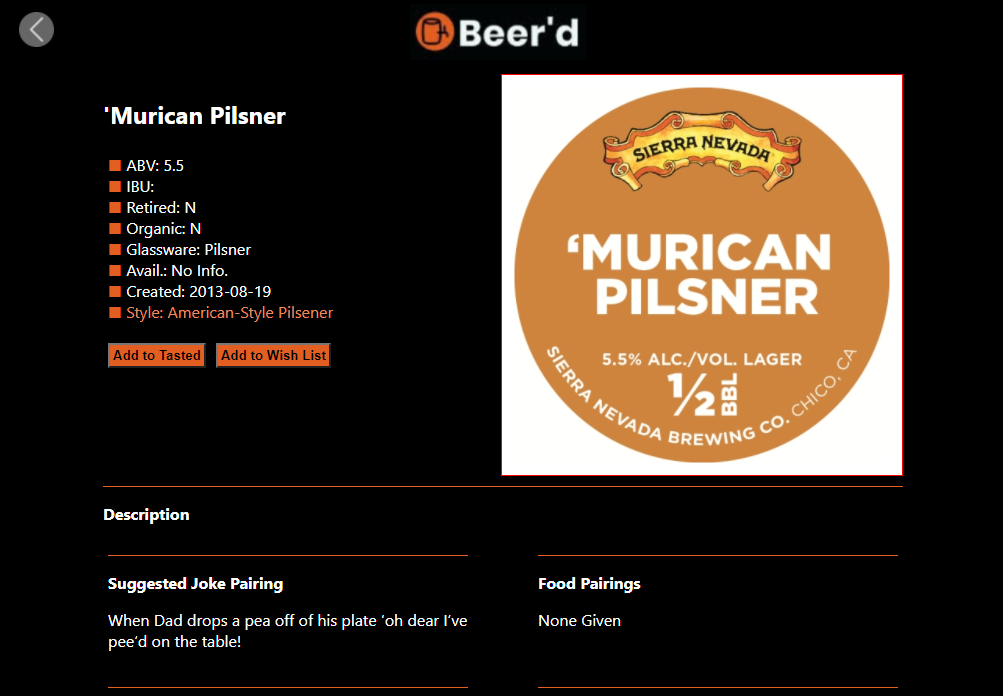 Beer'd
'Murican Pilsner
ABV: 5.5
IBU:
Retired: N
Organic: N
Glassware: Pilsner
Avail.: No Info.
Created: 2013-08-19
Style: American-Style Pilsener
Add to Tasted
Add to Wish List
SIERRA NEVADA
‘MURICAN
PILSNER
5.5% ALC./VOL. LAGER
1/2 BBL
SIERRA NEVADA BREWING CO. CHICO, CA
Description
Suggested Joke Pairing
When Dad drops a pea off of his plate ‘oh dear I’ve
pee’d on the table!
Food Pairings
None Given